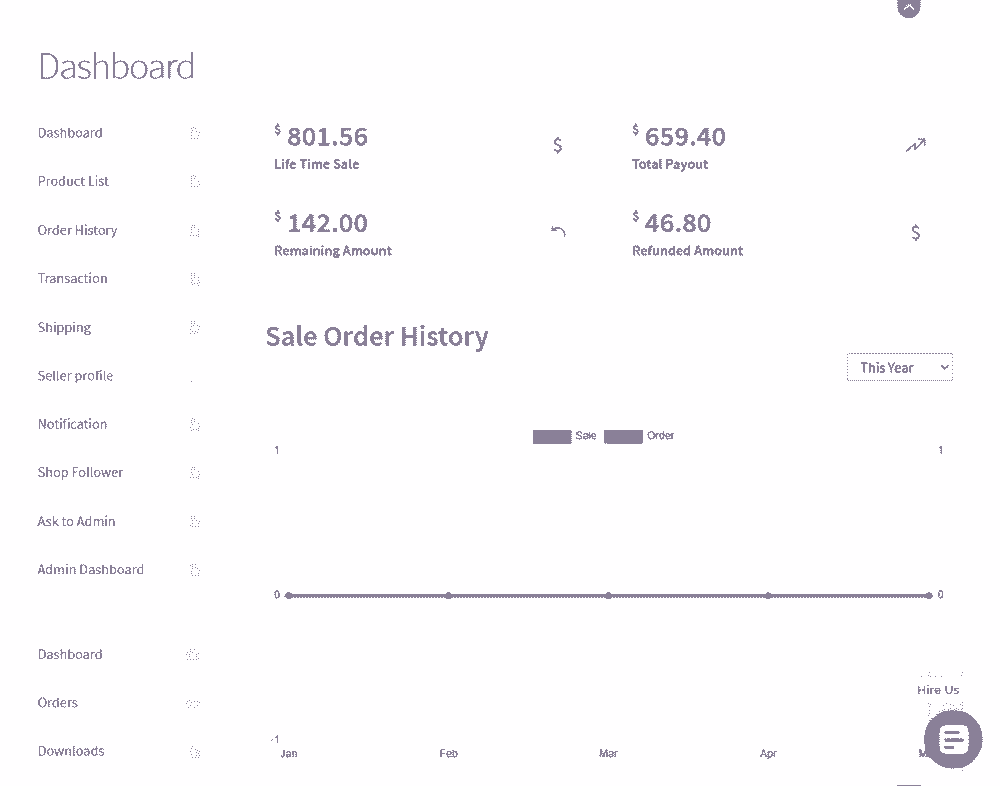 Dashboard
Dashboard
Product List
Order History
Transaction
Shipping
Seller profile
Notification
Shop Follower
Ask to Admin
Admin Dashboard
Dashboard
Orders
Downloads
$ 801.56
Life Time Sale
$
$ 659.40
Total Payout
$ 142.00
Remaining Amount
$ 46.80
Refunded Amount
$
Sale Order History
This Year
Sale Order
1 1
0 0
-1
Jan Feb Mar Apr
Hire Us